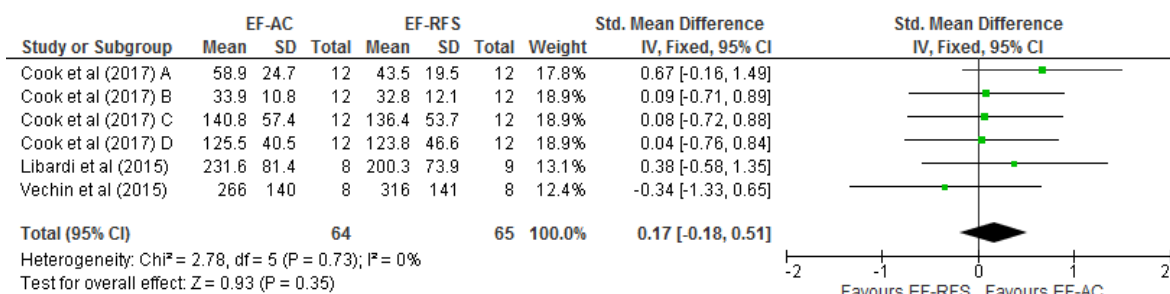 EF-AC EF-RFS Std. Mean Difference Std. Mean Difference
Study or Subgroup Mean SD Total Mean SD Total Weight IV, Fixed, 95% CI IV, Fixed, 95% CI
Cook et al (2017) A 58.9 24.7 12 43.5 19.5 12 17.8% 0.67 [-0.16, 1.49]
Cook et al (2017) B 33.9 10.8 12 32.8 12.1 12 18.9% 0.09 [-0.71, 0.89]
Cook et al (2017) C 140.8 57.4 12 136.4 53.7 12 18.9% 0.08 [-0.72, 0.88]
Cook et al (2017) D 125.5 40.5 12 123.8 46.6 12 18.9% 0.04 [-0.76, 0.84]
Libardi et al (2015) 231.6 81.4 8 200.3 73.9 9 13.1% 0.38 [-0.58, 1.35]
Vechin et al (2015) 266 140 8 316 141 8 12.4% -0.34 [-1.33, 0.65]
Total (95% CI) 64 65 100.0% 0.17 [-0.18, 0.51]
Heterogeneity: Chi² = 2.78, df = 5 (P = 0.73); I² = 0%
Test for overall effect: Z = 0.93 (P = 0.35)
-2 -1 0 1 2
Favours EF-RFS Favours EF-AC